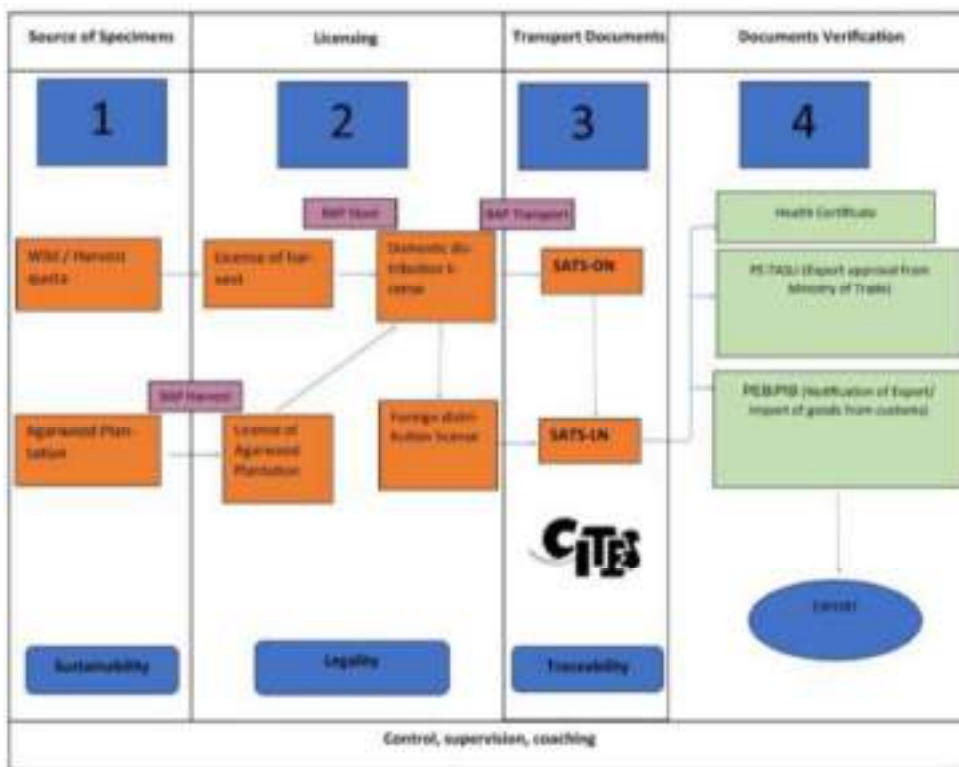 Source of Specimens
Licensing
Transport Documents
Documents Verification
1
2
3
4
BAP Stock
BAP Transport
Health Certificate
Wild / Harvest
quota
License of har-
vest
Domestic dis-
tribution li-
cense
SATS-DN
(Export approval from
Ministry of Trade)
BAP Harvest
Agarwood Plan-
tation
License of
Agarwood
Plantation
Foreign distri-
bution license
SATS-LN
PEB/PIB (Notification of Export/
Import of goods from customs)
CITES
Sustainability
Legality
Traceability
Control, supervision, coaching